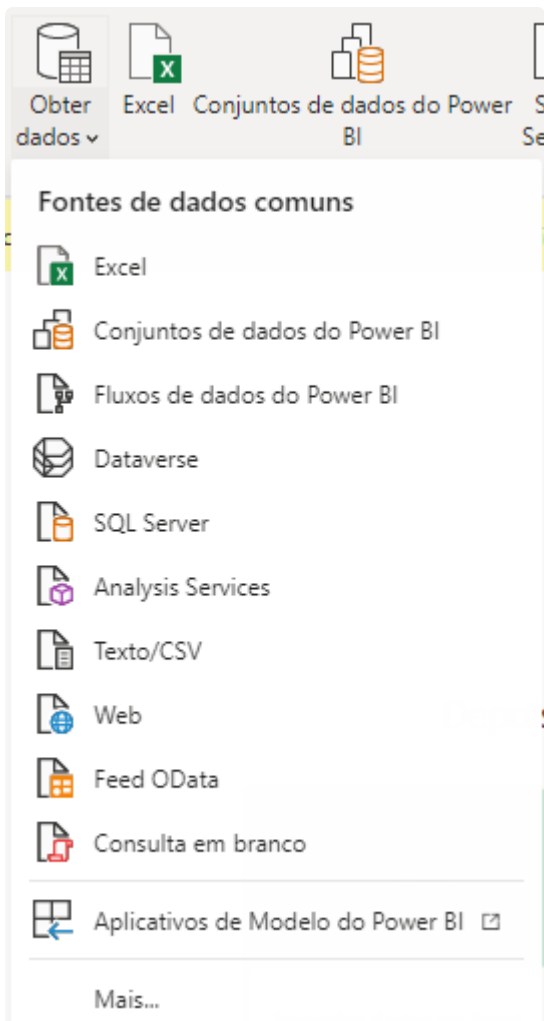 Obter
dados
Excel
Conjuntos de dados do Power
BI
Fontes de dados comuns
Excel
Conjuntos de dados do Power BI
Fluxos de dados do Power BI
Dataverse
SQL Server
Analysis Services
Texto/CSV
Web
Feed OData
Consulta em branco
Aplicativos de Modelo do Power BI
Mais...